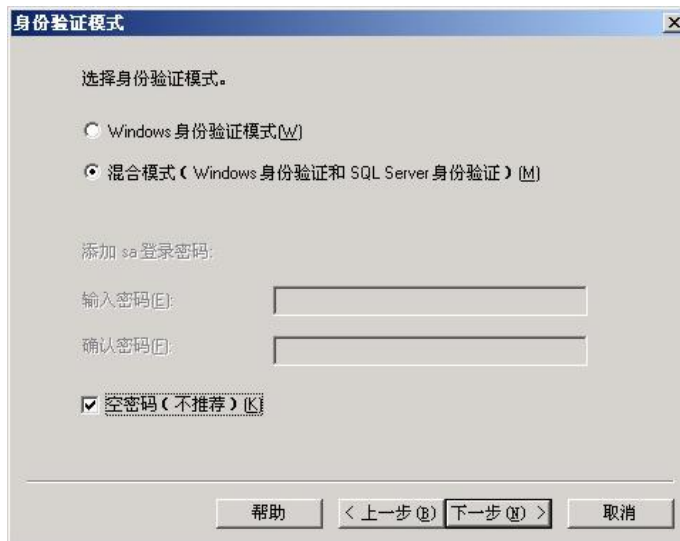 身份验证模式
选择身份验证模式。
Windows 身份验证模式(W)
混合模式（Windows 身份验证和 SQL Server 身份验证）(M)
添加 sa 登录密码:
输入密码(E):
确认密码(F):
空密码（不推荐）(K)
帮助
< 上一步(B)
下一步(N) >
取消